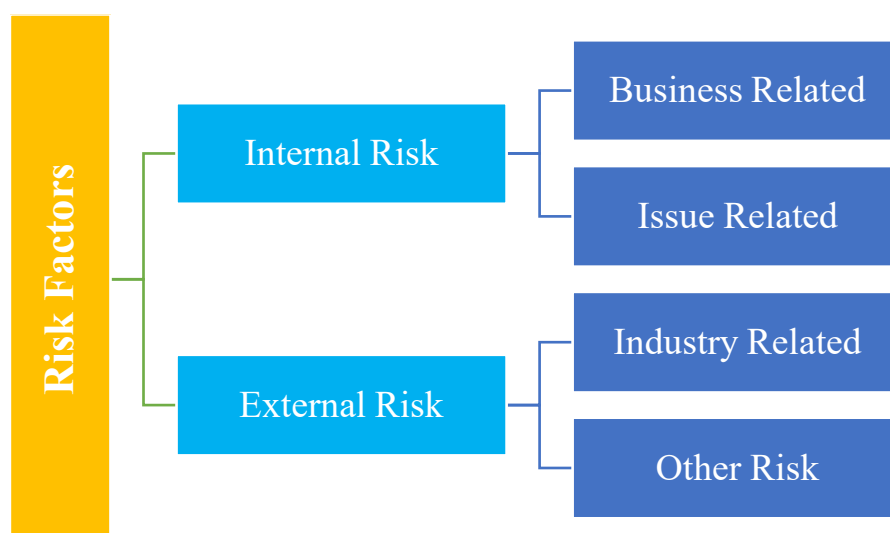 Risk Factors
Internal Risk
Business Related
Issue Related
External Risk
Industry Related
Other Risk